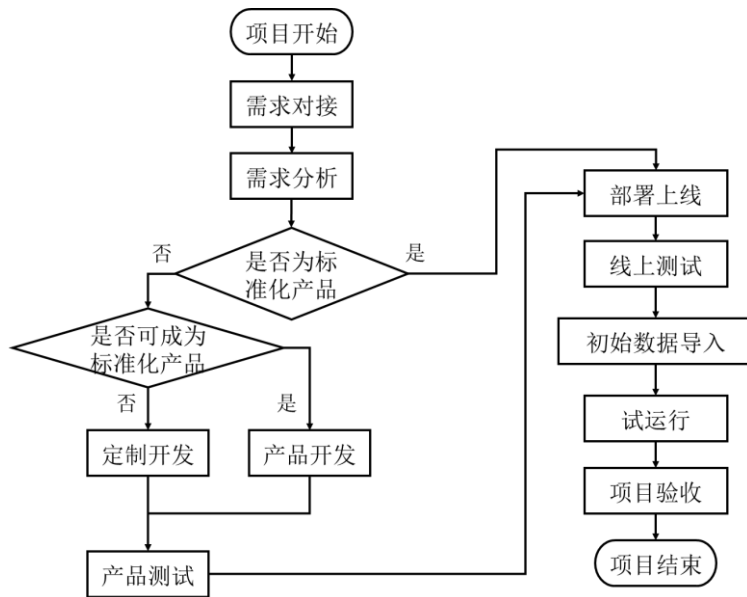 项目开始
需求对接
需求分析
是否为标
准化产品
否
是
是否可成为
标准化产品
否
是
定制开发
产品开发
产品测试
部署上线
线上测试
初始数据导入
试运行
项目验收
项目结束